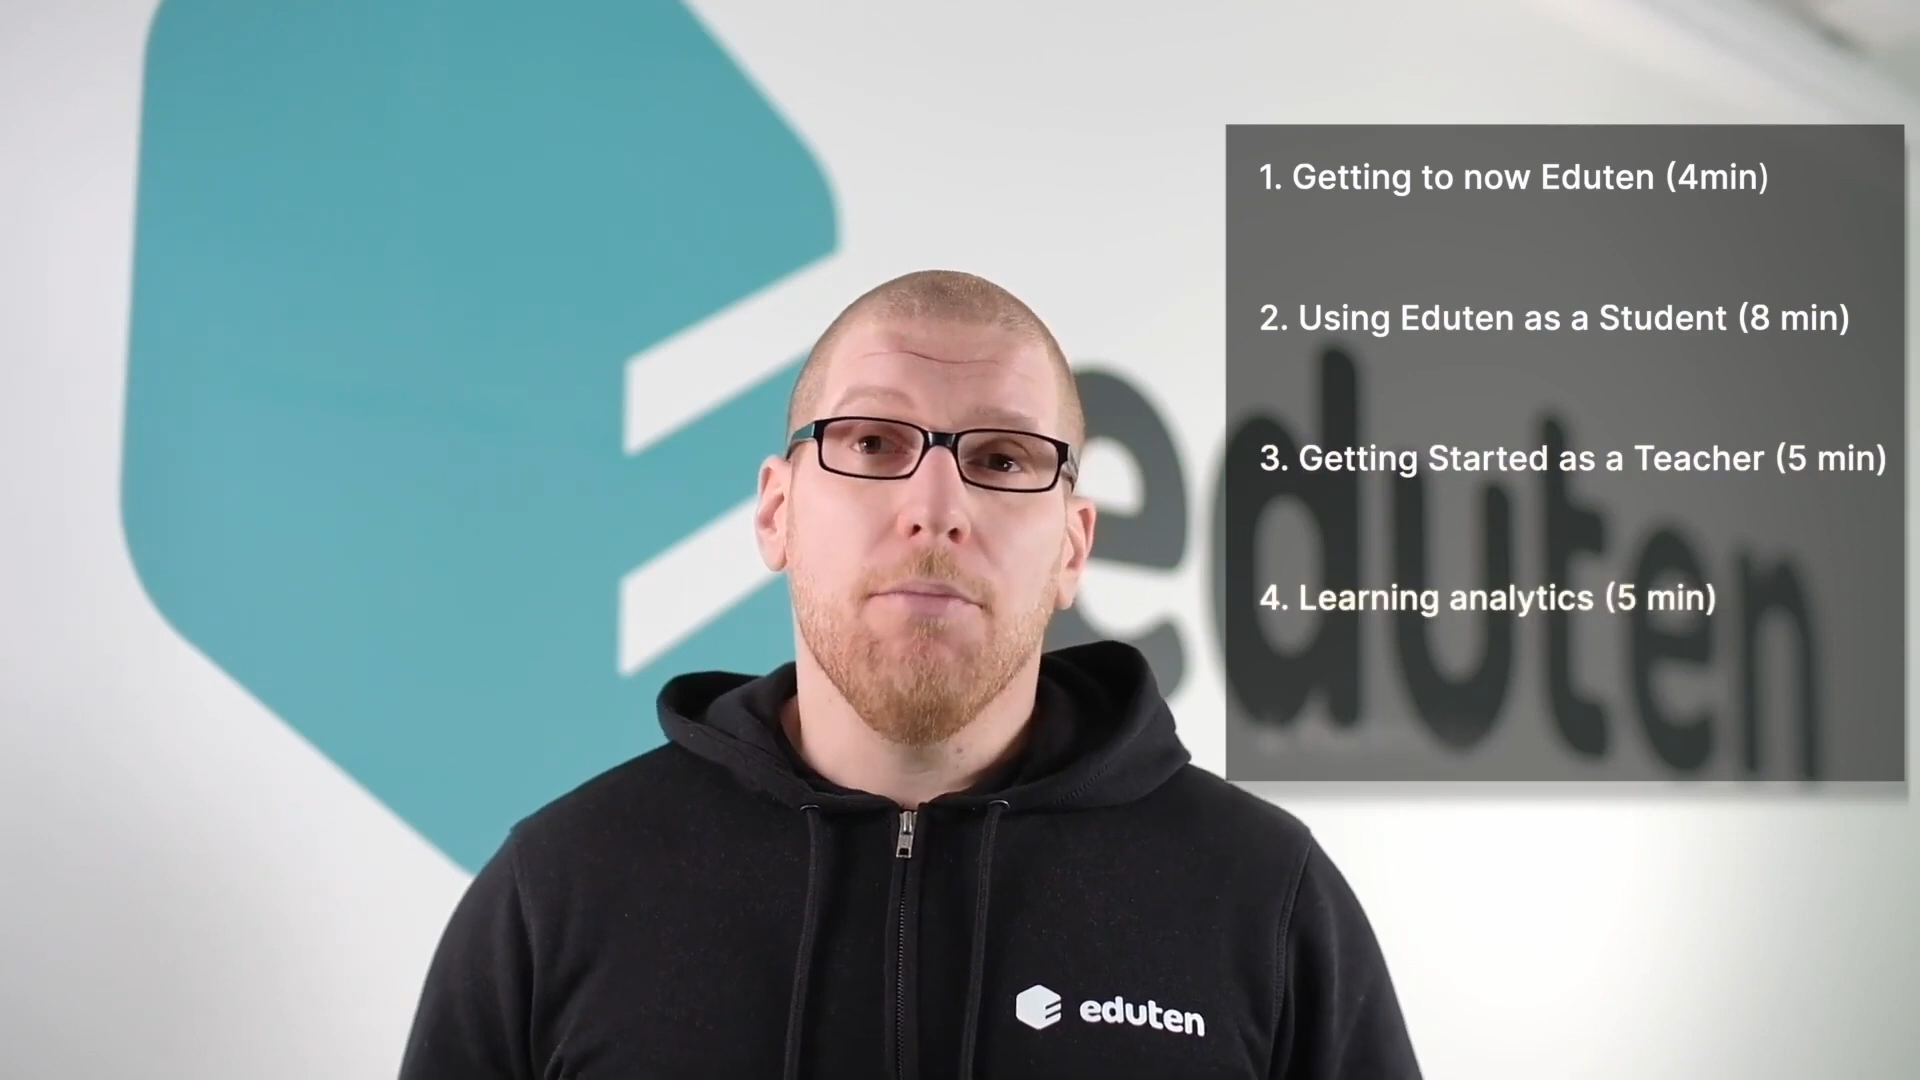 1. Getting to now Eduten (4min)
2. Using Eduten as a Student (8 min)
3. Getting Started as a Teacher (5 min)
4. Learning analytics (5 min)
eduten
eduten